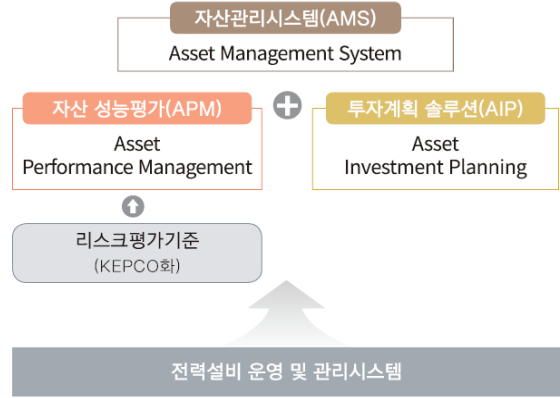 자산관리시스템(AMS)
Asset Management System
자산 성능평가(APM)
Asset
Performance Management
투자계획 솔루션(AIP)
Asset
Investment Planning
리스크평가기준
(KEPCO화)
전력설비 운영 및 관리시스템